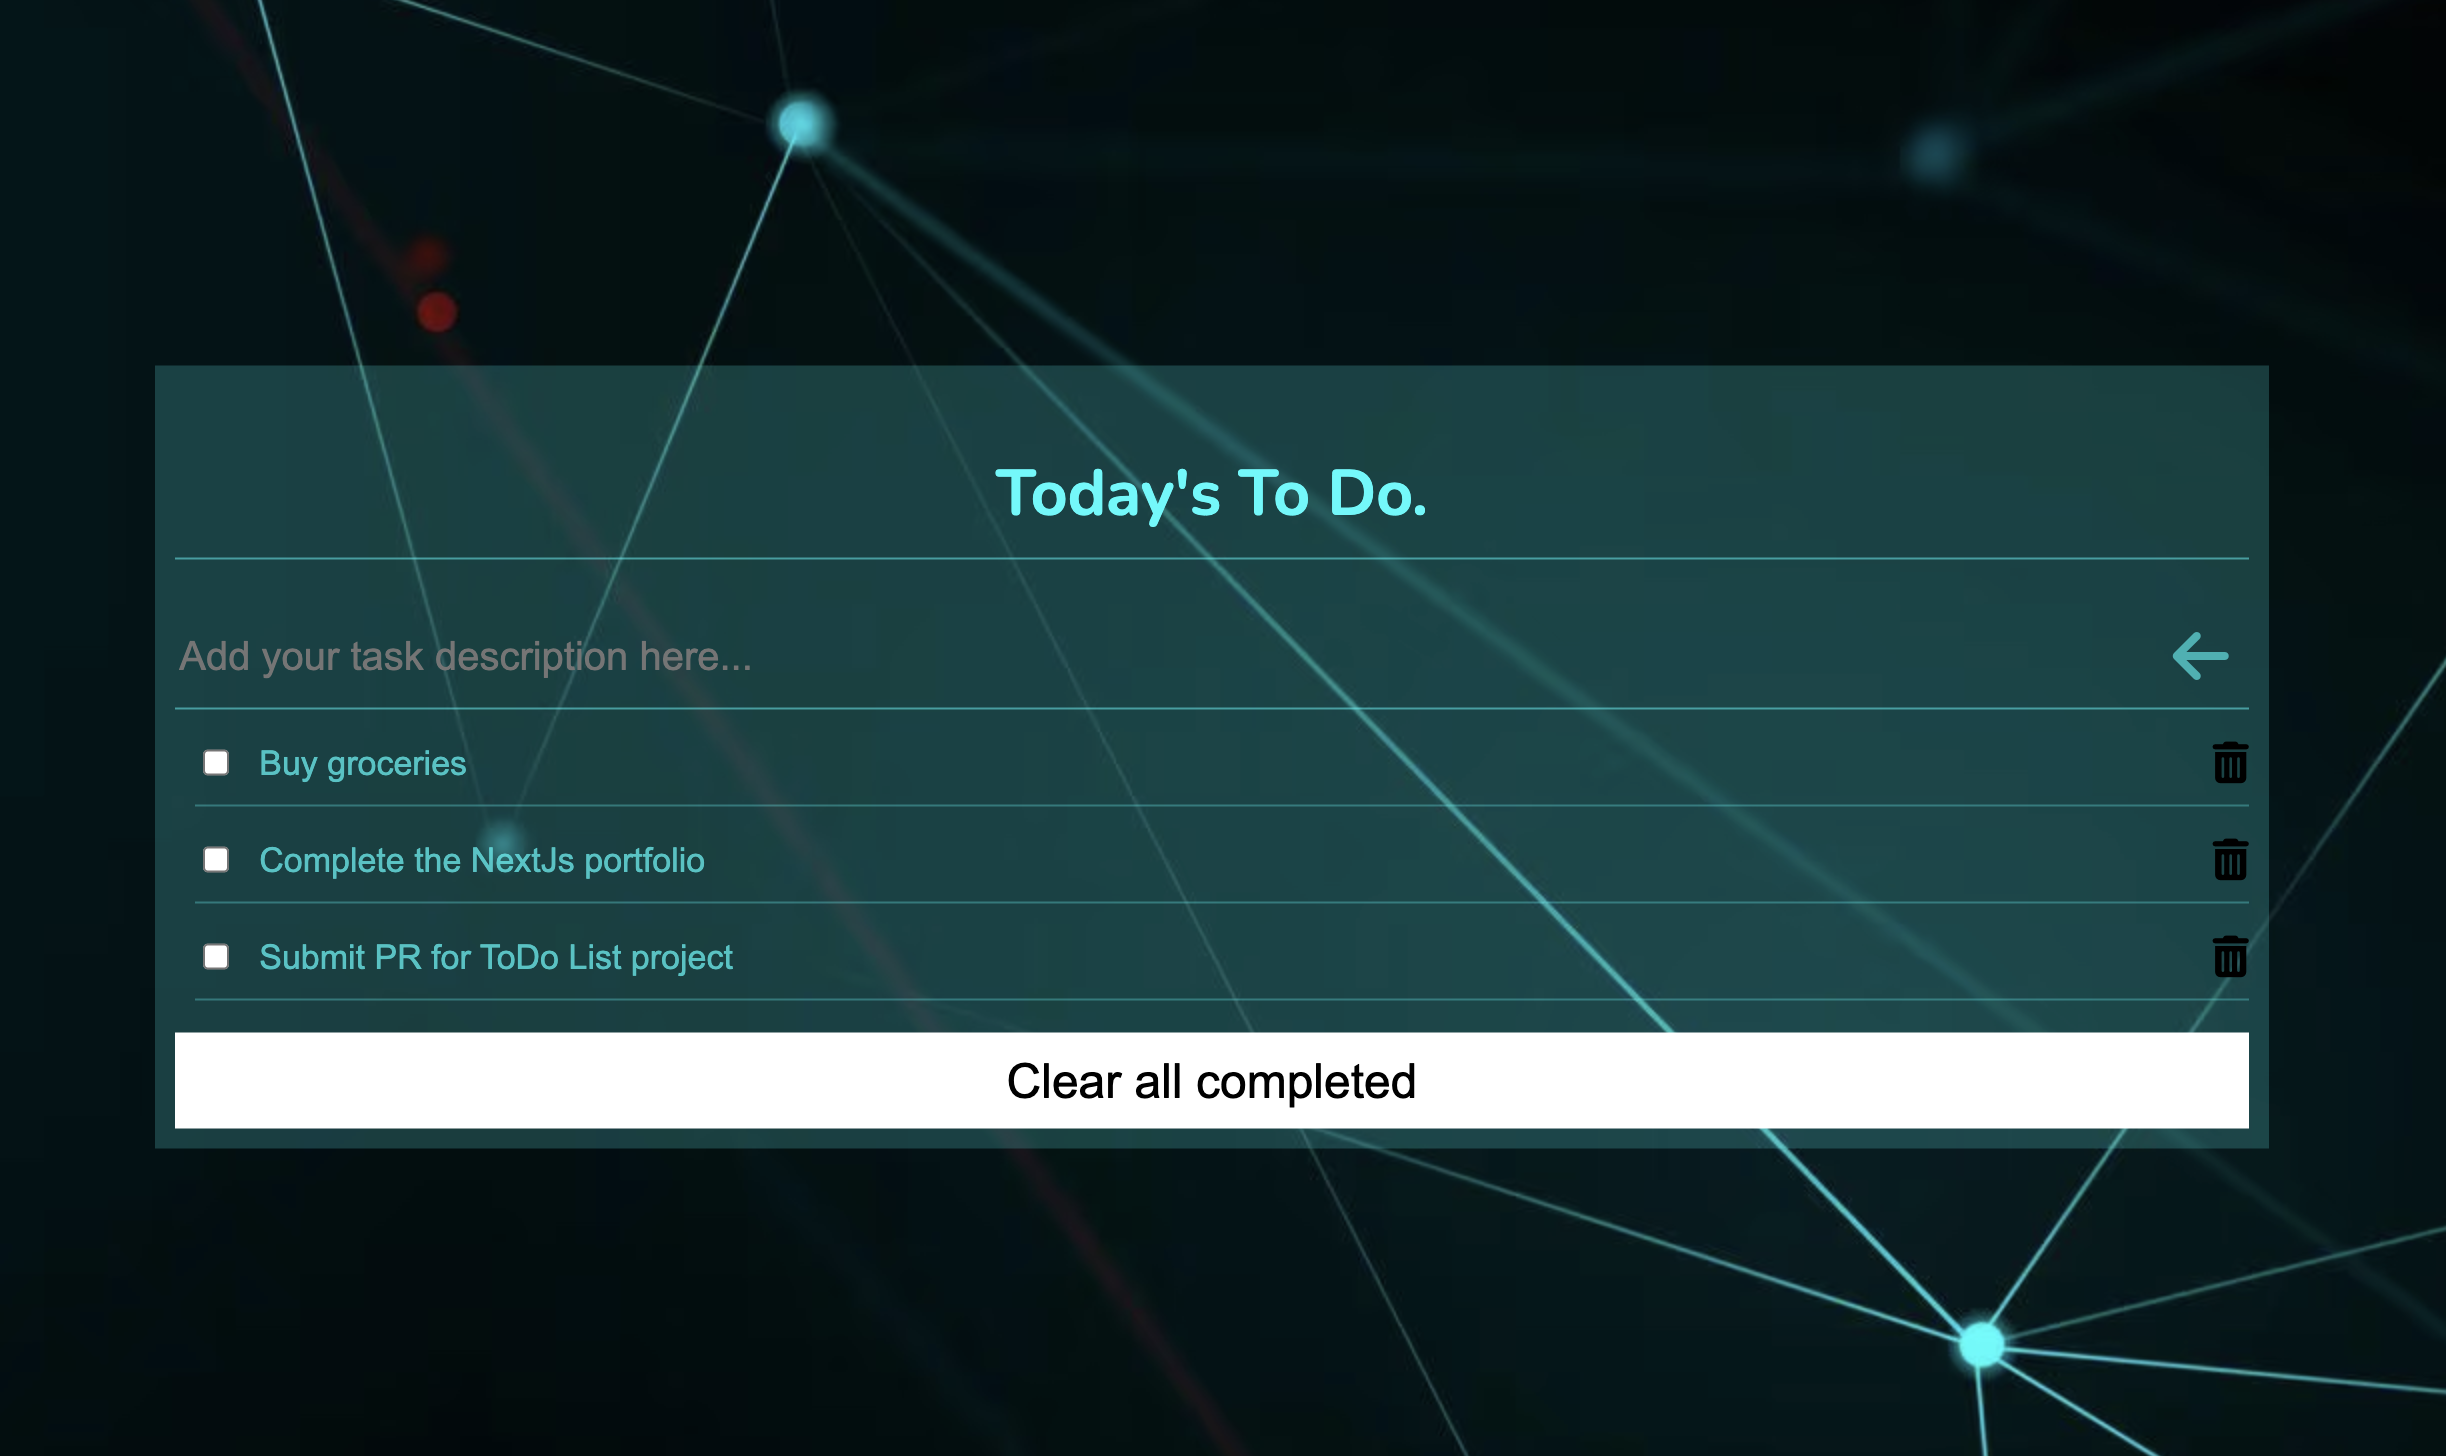 Today's To Do.
Add your task description here...
Buy groceries
Complete the NextJs portfolio
Submit PR for ToDo List project
Clear all completed